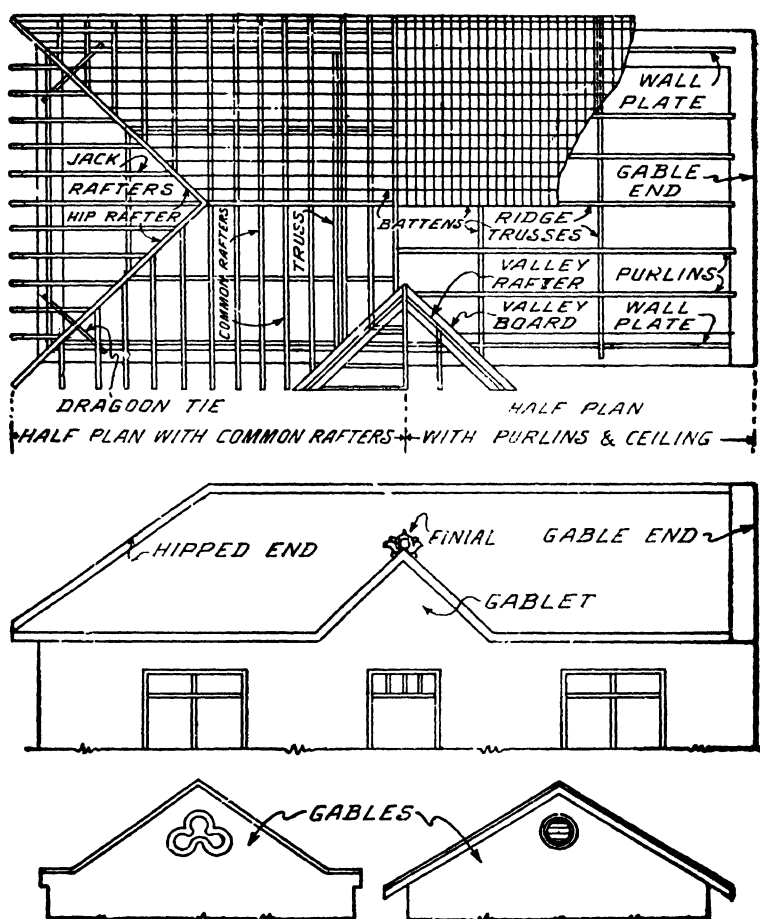 WALL
PLATE
JACK
RAFTERS
HIP RAFTER
GABLE
END
COMMON RAFTERS
TRUSS
BATTENS
RIDGE
TRUSSES
VALLEY
RAFTER
VALLEY
BOARD
PURLINS
WALL
PLATE
DRAGOON TIE
HALF PLAN
HALF PLAN WITH COMMON RAFTERS
WITH PURLINS & CEILING
HIPPED END
FINIAL
GABLE END
GABLET
GABLES